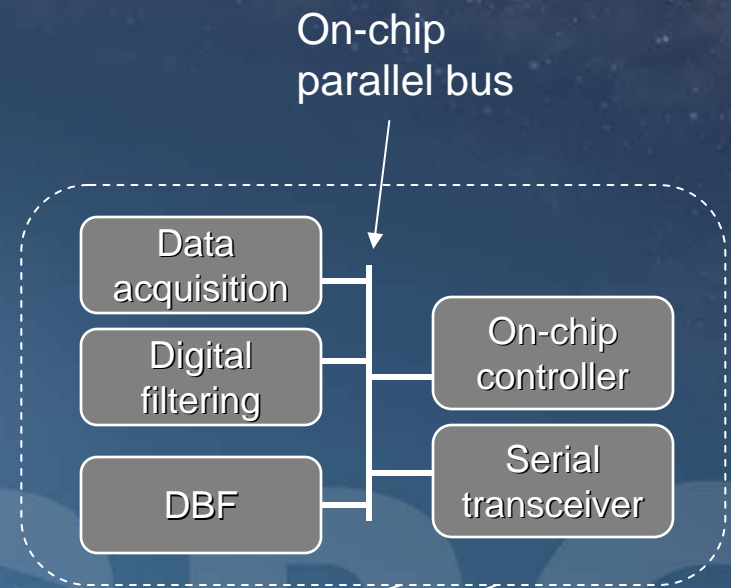 On-chip
parallel bus
Data
acquisition
Digital
filtering
DBF
On-chip
controller
Serial
transceiver